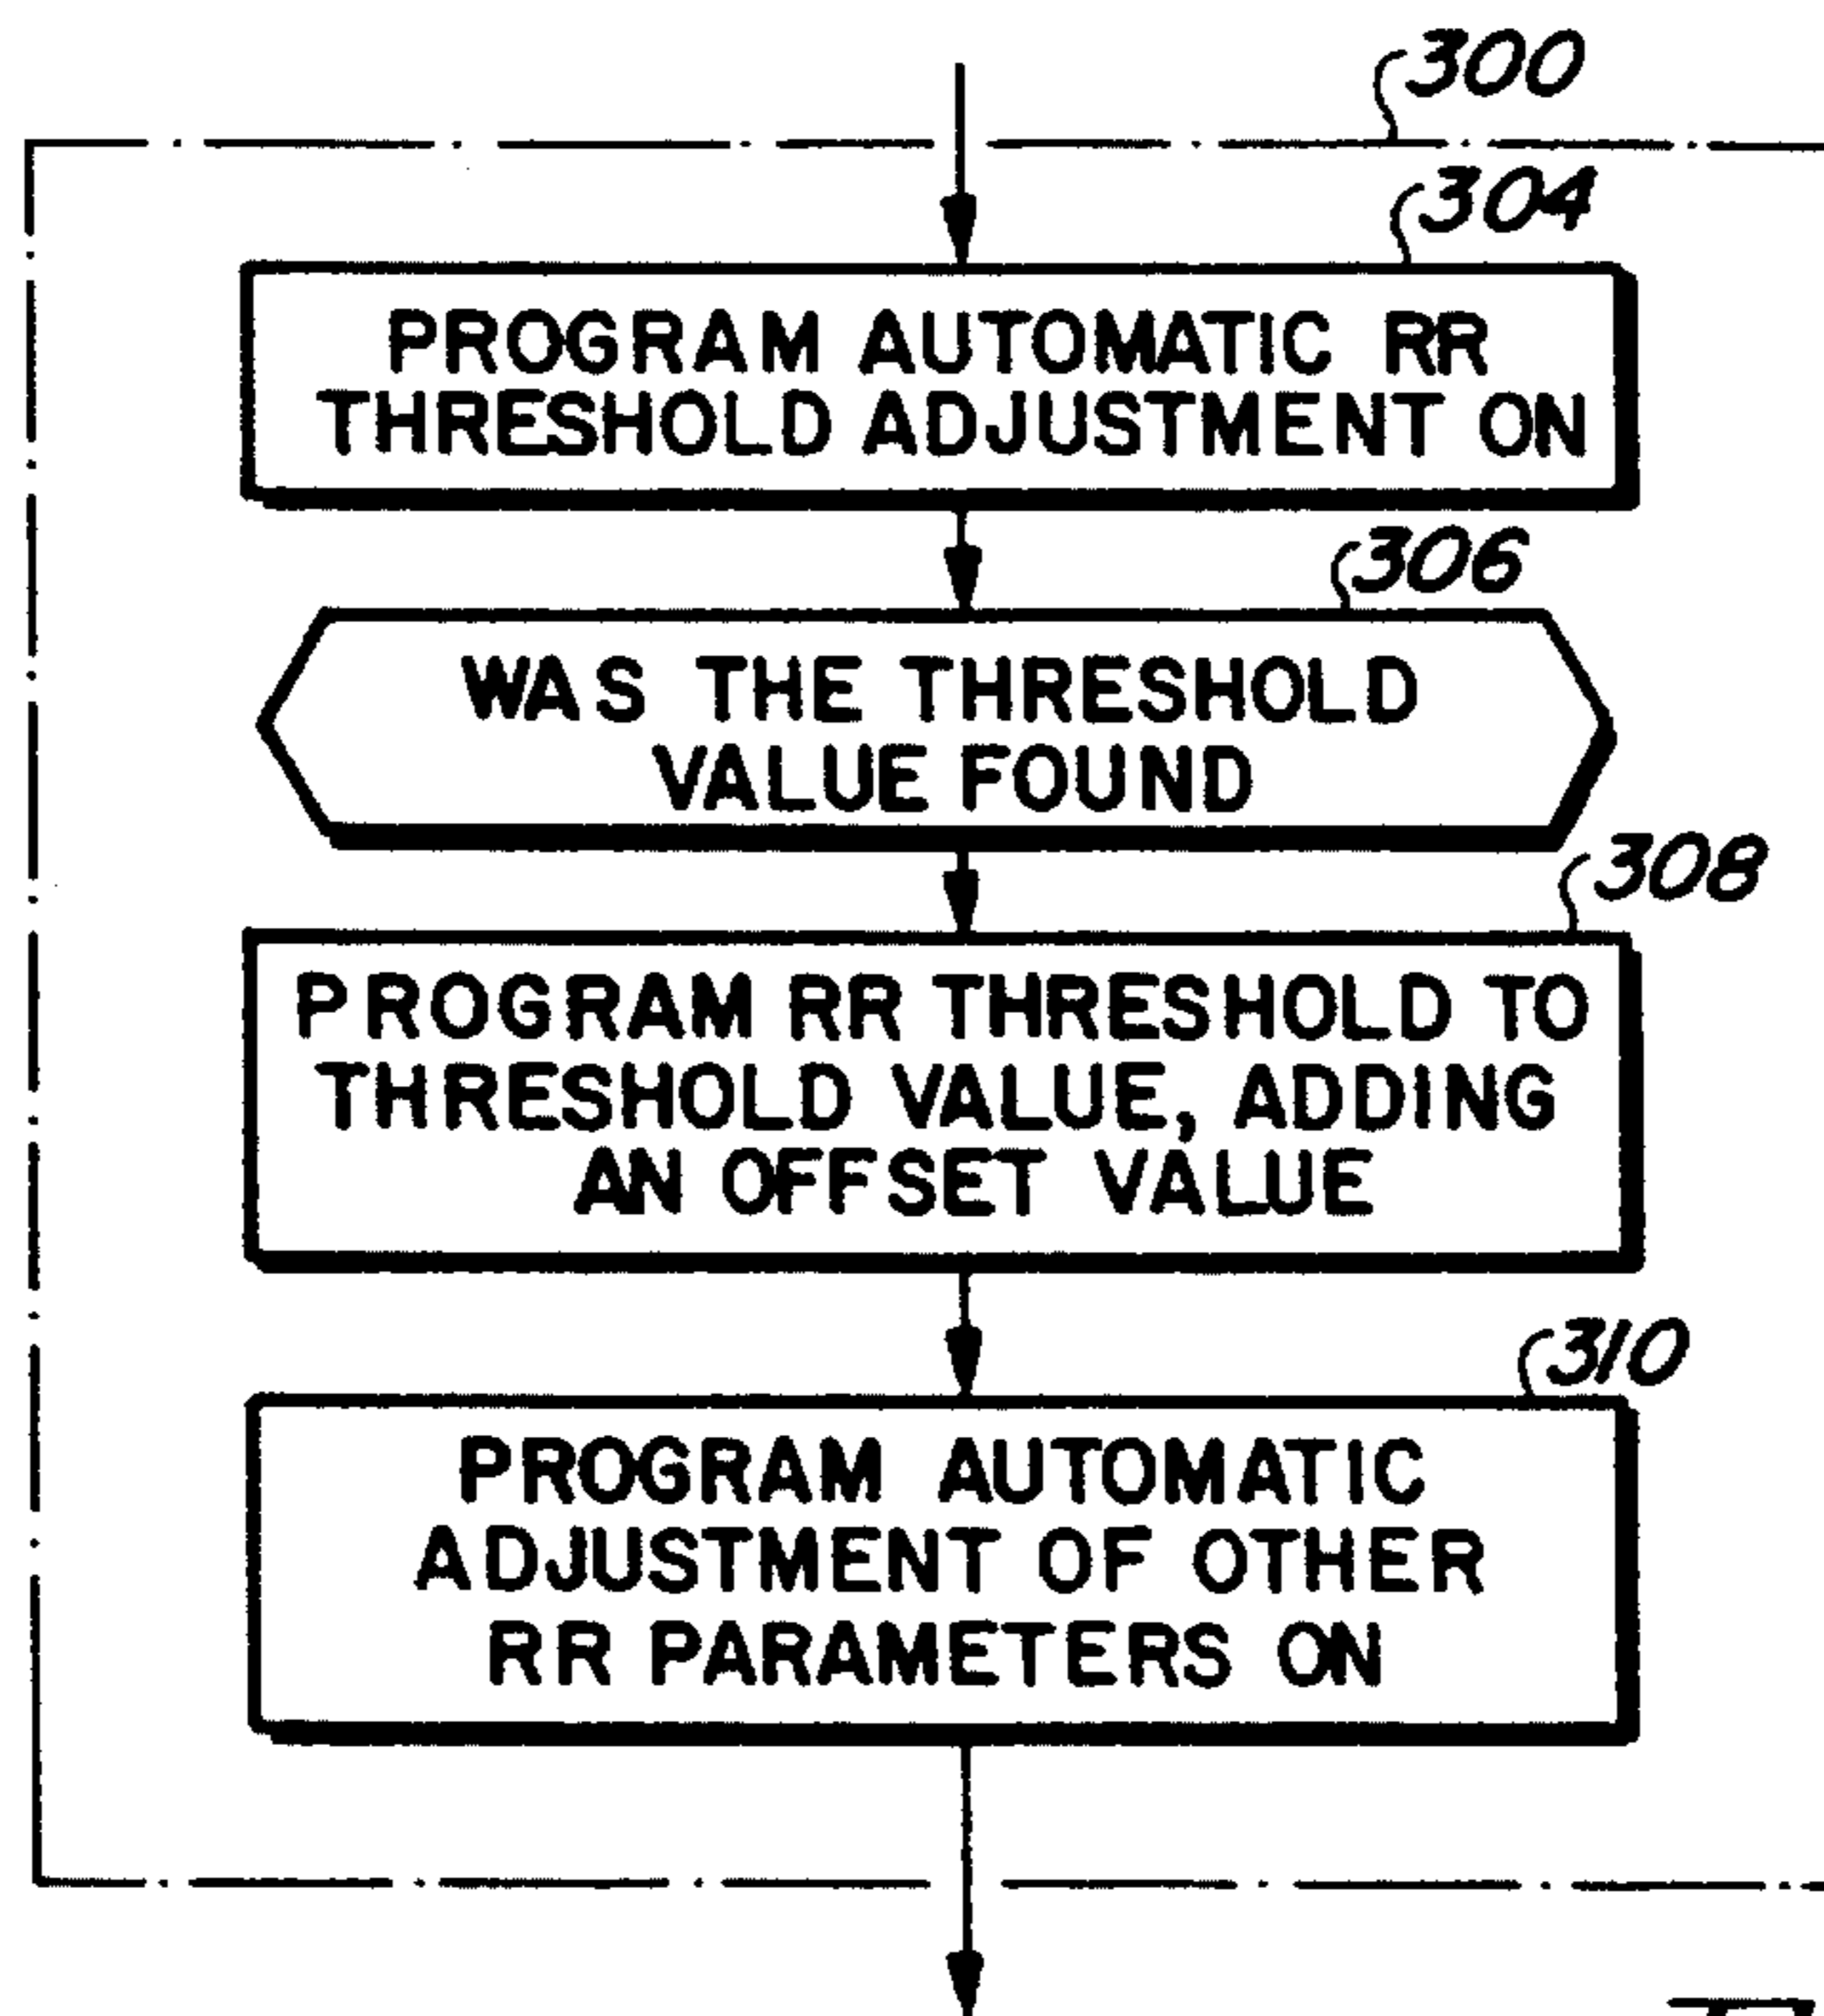 300
304
PROGRAM AUTOMATIC RR
THRESHOLD ADJUSTMENT ON
306
WAS THE THRESHOLD
VALUE FOUND
308
PROGRAM RR THRESHOLD TO
THRESHOLD VALUE, ADDING
AN OFFSET VALUE
310
PROGRAM AUTOMATIC
ADJUSTMENT OF OTHER
RR PARAMETERS ON